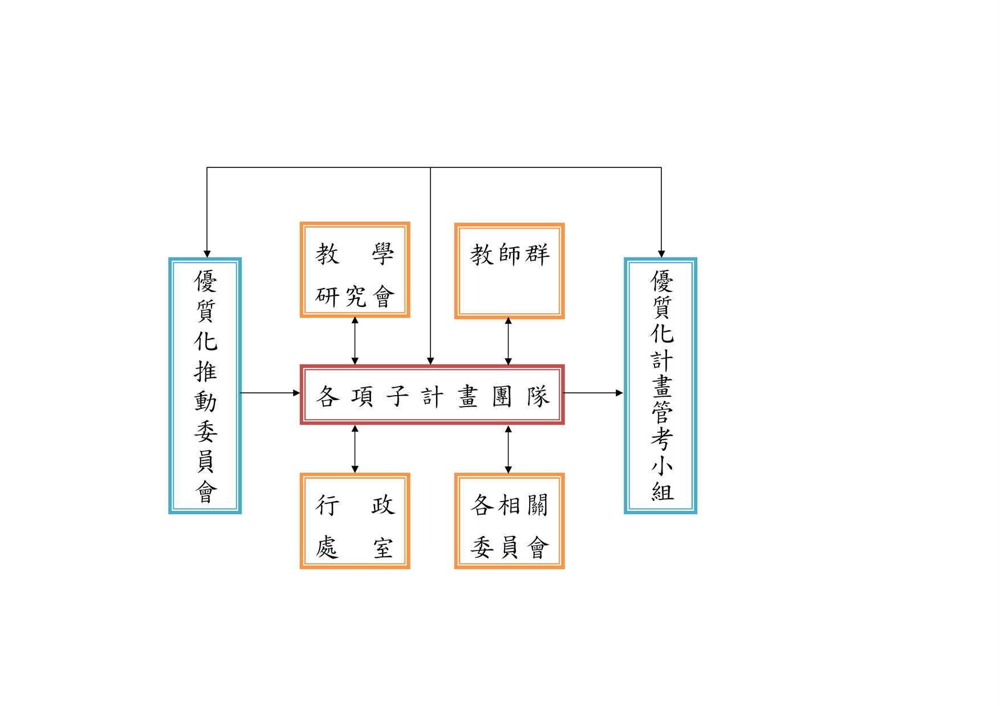 優質化推動委員會
教學
研究會
教師群
各項子計畫團隊
行政
處室
各相關
委員會
優質化計畫管考小組